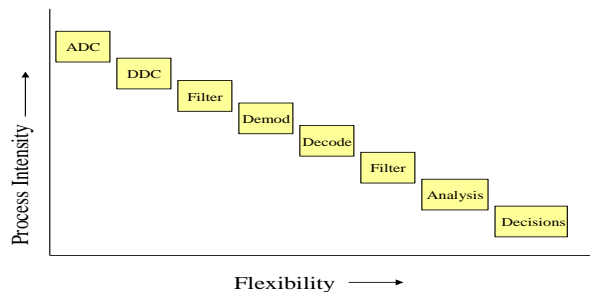 ADC
DDC
Filter
Demod
Decode
Filter
Analysis
Decisions
Process Intensity
Flexibility